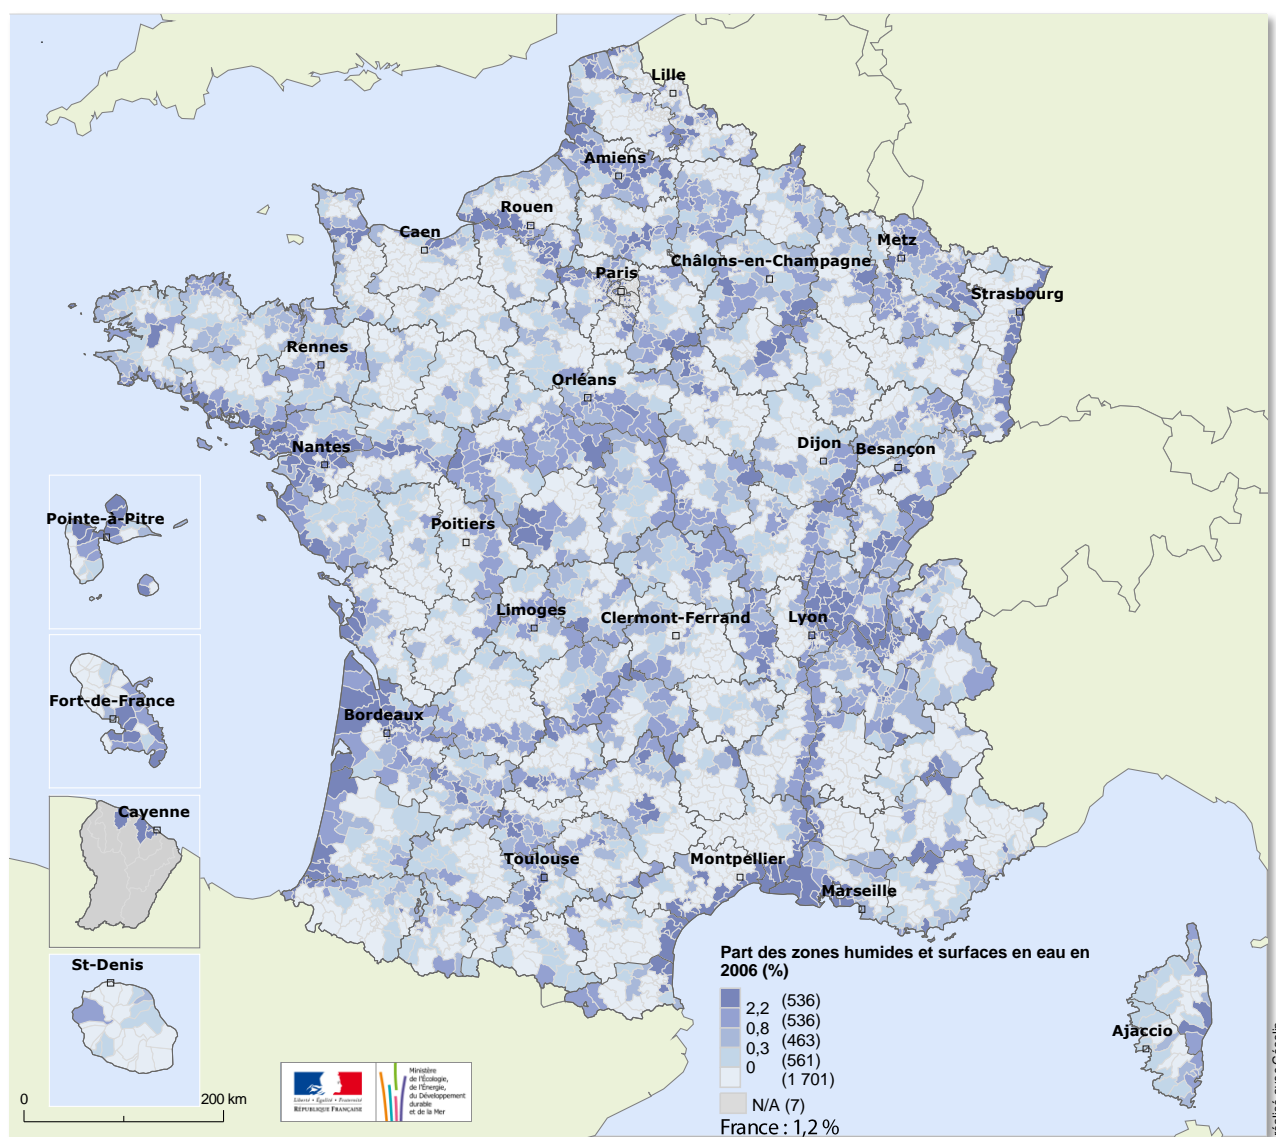 Lille
Amiens
Rouen
Caen
Metz
Châlons-en-Champagne
Paris
Strasbourg
Rennes
Orléans
Nantes
Dijon
Besançon
Pointe-à-Pitre
Poitiers
Limoges
Clermont-Ferrand
Lyon
Fort-de-France
Bordeaux
Cayenne
Toulouse
Montpellier
Marseille
St-Denis
Ajaccio
Part des zones humides et surfaces en eau en
2006 (%)
(536)
2,2
(536)
0,8
(463)
0,3
(561)
0
(1 701)
N/A (7)
France : 1,2 %
0
200 km
Liberté • Égalité • Fraternité
RÉPUBLIQUE FRANÇAISE
Ministère
de l'Écologie,
de l'Énergie,
du Développement
durable
et de la Mer